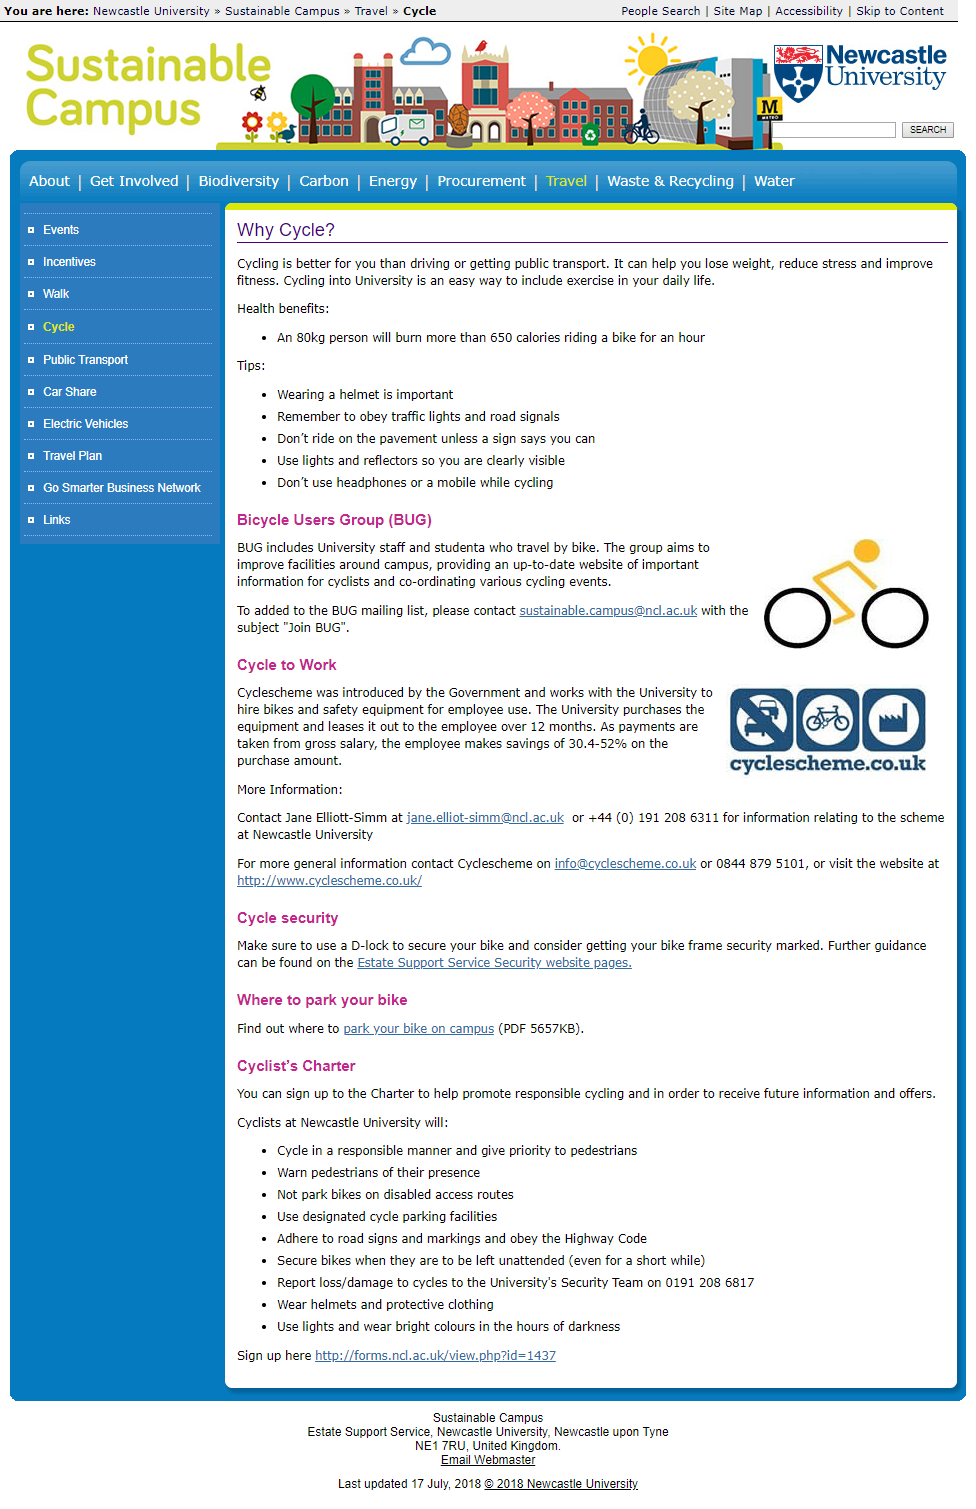 You are here: Newcastle University » Sustainable Campus » Travel » Cycle
People Search | Site Map | Accessibility | Skip to Content
Sustainable
Campus
METRO
Newcastle
University
SEARCH
About | Get Involved | Biodiversity | Carbon | Energy | Procurement | Travel | Waste & Recycling | Water
Events
Incentives
Walk
Cycle
Public Transport
Car Share
Electric Vehicles
Travel Plan
Go Smarter Business Network
Links
Why Cycle?
Cycling is better for you than driving or getting public transport. It can help you lose weight, reduce stress and improve
fitness. Cycling into University is an easy way to include exercise in your daily life.
Health benefits:
• An 80kg person will burn more than 650 calories riding a bike for an hour
Tips:
• Wearing a helmet is important
• Remember to obey traffic lights and road signals
• Don’t ride on the pavement unless a sign says you can
• Use lights and reflectors so you are clearly visible
• Don’t use headphones or a mobile while cycling
Bicycle Users Group (BUG)
BUG includes University staff and studenta who travel by bike. The group aims to
improve facilities around campus, providing an up-to-date website of important
information for cyclists and co-ordinating various cycling events.
To added to the BUG mailing list, please contact sustainable.campus@ncl.ac.uk with the
subject "Join BUG".
Cycle to Work
Cyclescheme was introduced by the Government and works with the University to
hire bikes and safety equipment for employee use. The University purchases the
equipment and leases it out to the employee over 12 months. As payments are
taken from gross salary, the employee makes savings of 30.4-52% on the
purchase amount.
cyclescheme.co.uk
More Information:
Contact Jane Elliott-Simm at jane.elliot-simm@ncl.ac.uk or +44 (0) 191 208 6311 for information relating to the scheme
at Newcastle University
For more general information contact Cyclescheme on info@cyclescheme.co.uk or 0844 879 5101, or visit the website at
http://www.cyclescheme.co.uk/
Cycle security
Make sure to use a D-lock to secure your bike and consider getting your bike frame security marked. Further guidance
can be found on the Estate Support Service Security website pages.
Where to park your bike
Find out where to park your bike on campus (PDF 5657KB).
Cyclist’s Charter
You can sign up to the Charter to help promote responsible cycling and in order to receive future information and offers.
Cyclists at Newcastle University will:
• Cycle in a responsible manner and give priority to pedestrians
• Warn pedestrians of their presence
• Not park bikes on disabled access routes
• Use designated cycle parking facilities
• Adhere to road signs and markings and obey the Highway Code
• Secure bikes when they are to be left unattended (even for a short while)
• Report loss/damage to cycles to the University's Security Team on 0191 208 6817
• Wear helmets and protective clothing
• Use lights and wear bright colours in the hours of darkness
Sign up here http://forms.ncl.ac.uk/view.php?id=1437
Sustainable Campus
Estate Support Service, Newcastle University, Newcastle upon Tyne
NE1 7RU, United Kingdom.
Email Webmaster
Last updated 17 July, 2018 © 2018 Newcastle University